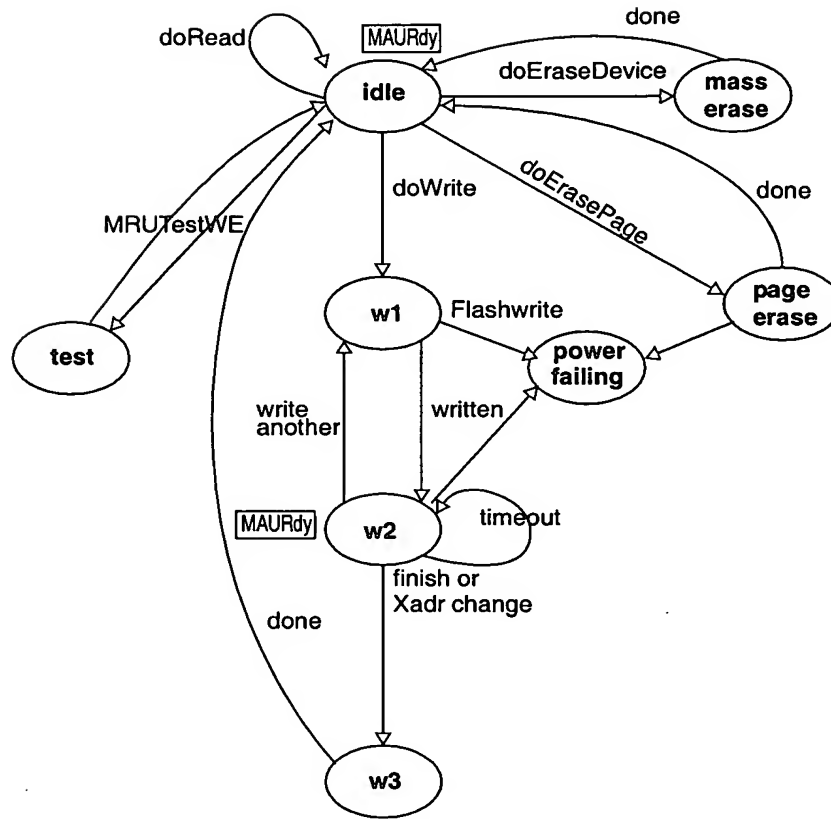 done
doRead
MAURdy
doEraseDevice
idle
mass
erase
doWrite
doErasePage
done
MRUTestWE
w1
Flashwrite
page
erase
test
power
failing
write
another
written
MAURdy
w2
timeout
finish or
Xadr change
done
w3